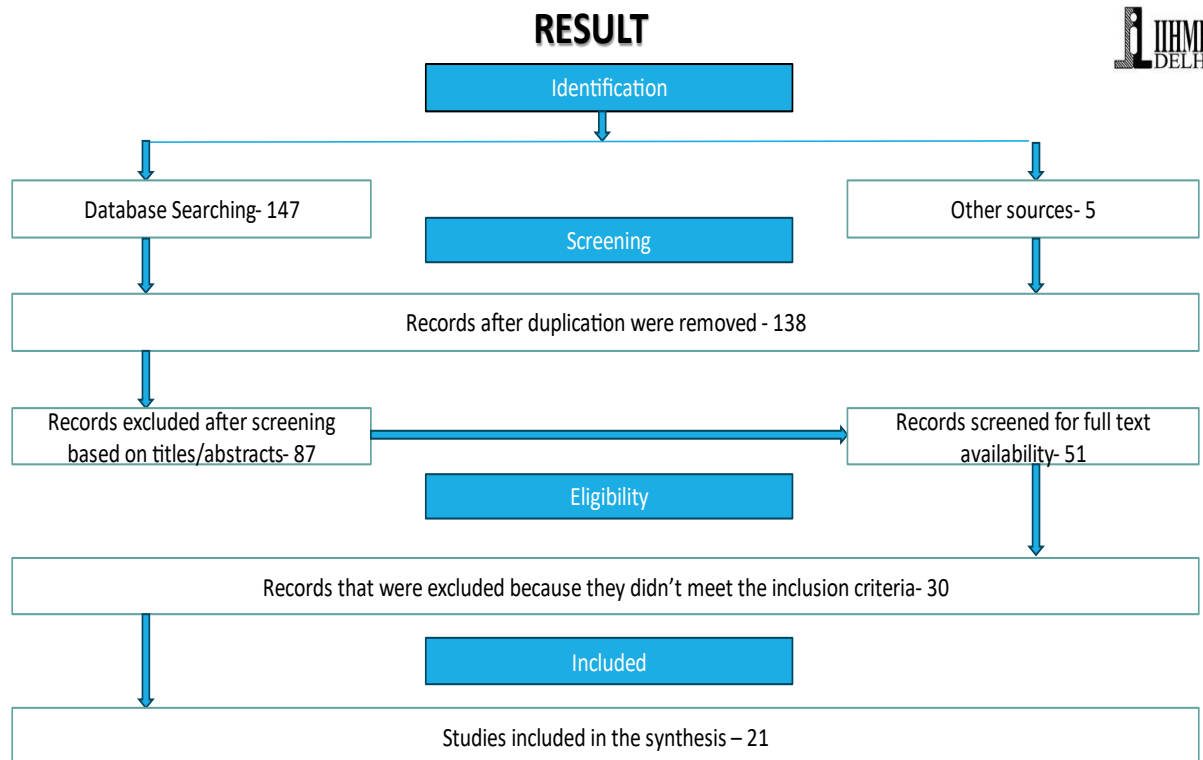 RESULT
IIHMR
DELHI
Identification
Database Searching- 147
Other sources- 5
Screening
Records after duplication were removed - 138
Records excluded after screening
based on titles/abstracts- 87
Records screened for full text
availability- 51
Eligibility
Records that were excluded because they didn’t meet the inclusion criteria- 30
Included
Studies included in the synthesis – 21